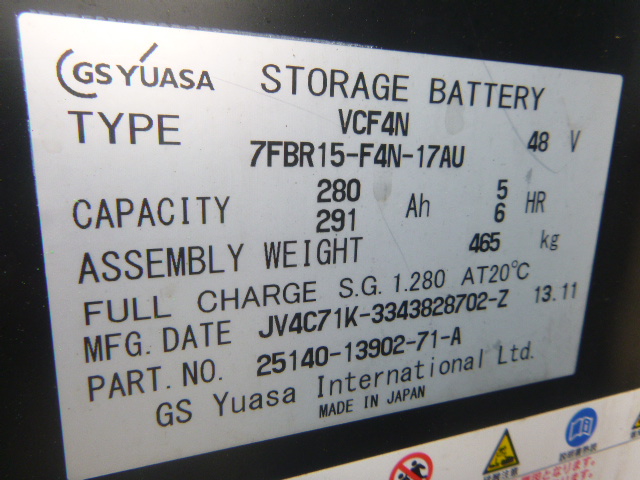 GS YUASA STORAGE BATTERY
TYPE VCF4N
7FBR15-F4N-17AU 48 V
CAPACITY 280 Ah 5 HR
291 6
ASSEMBLY WEIGHT 465 kg
FULL CHARGE S.G. 1.280 AT20℃
MFG. DATE JV4C71K-3343828702-Z 13.11
PART. NO. 25140-13902-71-A
GS Yuasa International Ltd.
MADE IN JAPAN